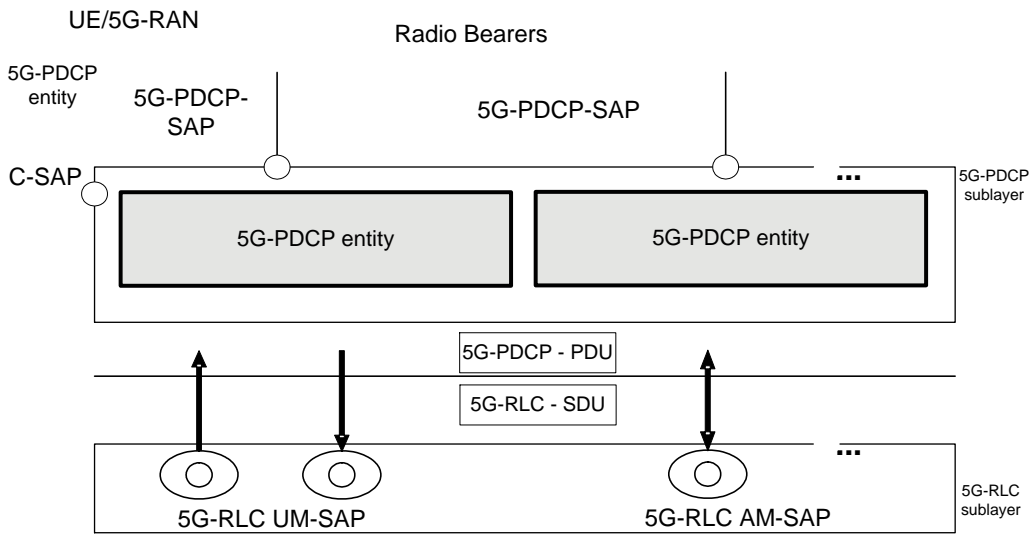 UE/5G-RAN
Radio Bearers
5G-PDCP
entity
5G-PDCP-
SAP
5G-PDCP-SAP
C-SAP
...
5G-PDCP
sublayer
5G-PDCP entity
5G-PDCP entity
5G-PDCP - PDU
5G-RLC - SDU
...
5G-RLC UM-SAP
5G-RLC AM-SAP
5G-RLC
sublayer